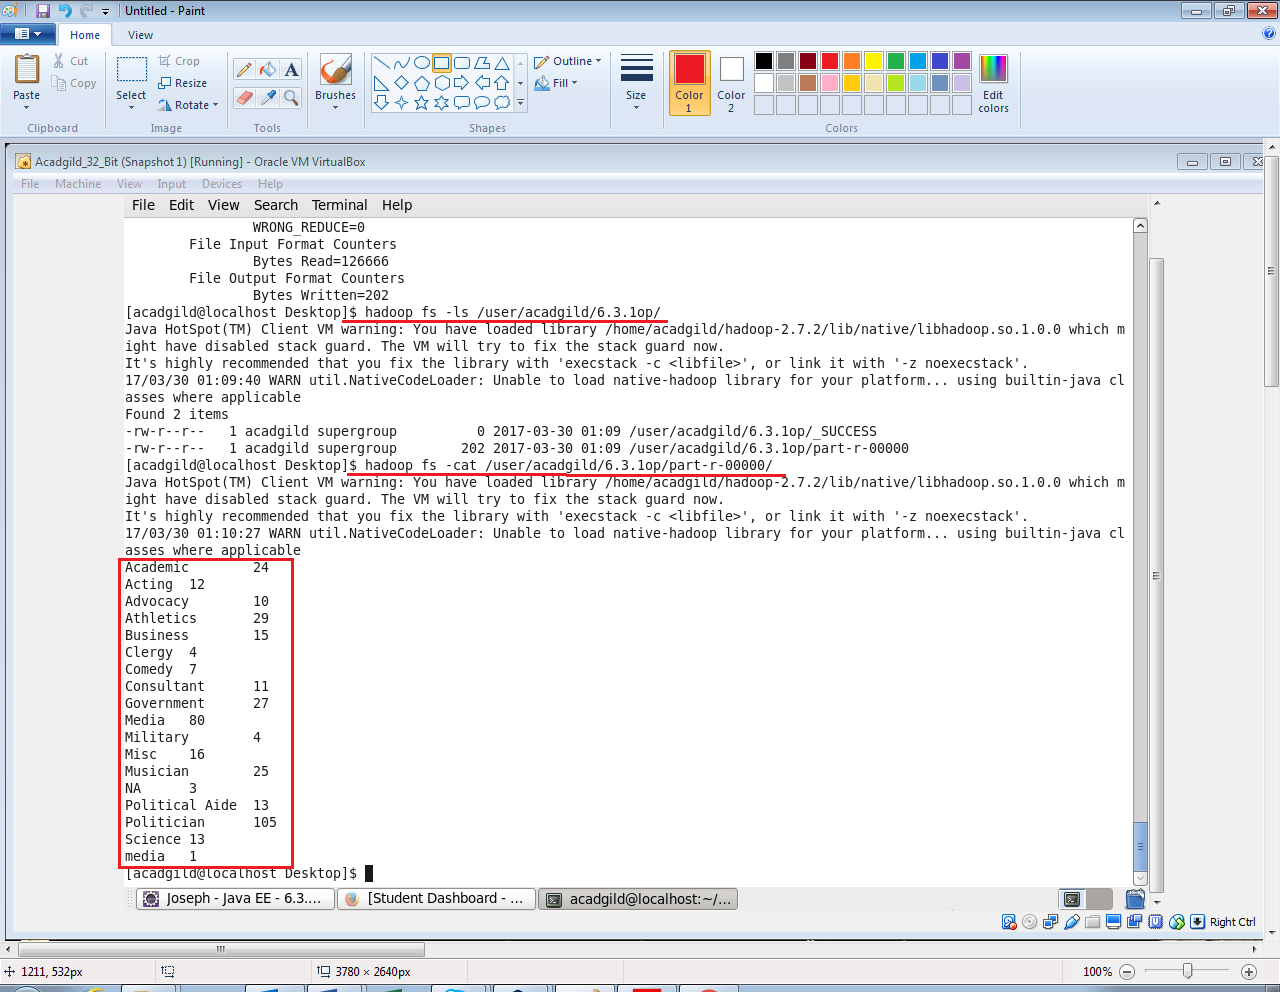 Untitled - Paint
Home View
Paste
Cut
Copy
Clipboard
Select
Crop
Resize
Rotate
Image
A
Tools
Brushes
Outline
Fill
Shapes
Size
Color 1
Color 2
Edit colors
Colors
Acadgild_32_Bit (Snapshot 1) [Running] - Oracle VM VirtualBox
File Machine View Input Devices Help
File Edit View Search Terminal Help
WRONG_REDUCE=0
File Input Format Counters
Bytes Read=126666
File Output Format Counters
Bytes Written=202
[acadgild@localhost Desktop]$ hadoop fs -ls /user/acadgild/6.3.1op/
Java HotSpot(TM) Client VM warning: You have loaded library /home/acadgild/hadoop-2.7.2/lib/native/libhadoop.so.1.0.0 which m
ight have disabled stack guard. The VM will try to fix the stack guard now.
It's highly recommended that you fix the library with 'execstack -c <libfile>', or link it with '-z noexecstack'.
17/03/30 01:09:40 WARN util.NativeCodeLoader: Unable to load native-hadoop library for your platform... using builtin-java cl
asses where applicable
Found 2 items
-rw-r--r-- 1 acadgild supergroup 0 2017-03-30 01:09 /user/acadgild/6.3.1op/_SUCCESS
-rw-r--r-- 1 acadgild supergroup 202 2017-03-30 01:09 /user/acadgild/6.3.1op/part-r-00000
[acadgild@localhost Desktop]$ hadoop fs -cat /user/acadgild/6.3.1op/part-r-00000/
Java HotSpot(TM) Client VM warning: You have loaded library /home/acadgild/hadoop-2.7.2/lib/native/libhadoop.so.1.0.0 which m
ight have disabled stack guard. The VM will try to fix the stack guard now.
It's highly recommended that you fix the library with 'execstack -c <libfile>', or link it with '-z noexecstack'.
17/03/30 01:10:27 WARN util.NativeCodeLoader: Unable to load native-hadoop library for your platform... using builtin-java cl
asses where applicable
Academic 24
Acting 12
Advocacy 10
Athletics 29
Business 15
Clergy 4
Comedy 7
Consultant 11
Government 27
Media 80
Military 4
Misc 16
Musician 25
NA 3
Political Aide 13
Politician 105
Science 13
media 1
[acadgild@localhost Desktop]$
Joseph - Java EE - 6.3.... [Student Dashboard - ... acadgild@localhost:~/...
Right Ctrl
1211, 532px 3780 × 2640px 100%